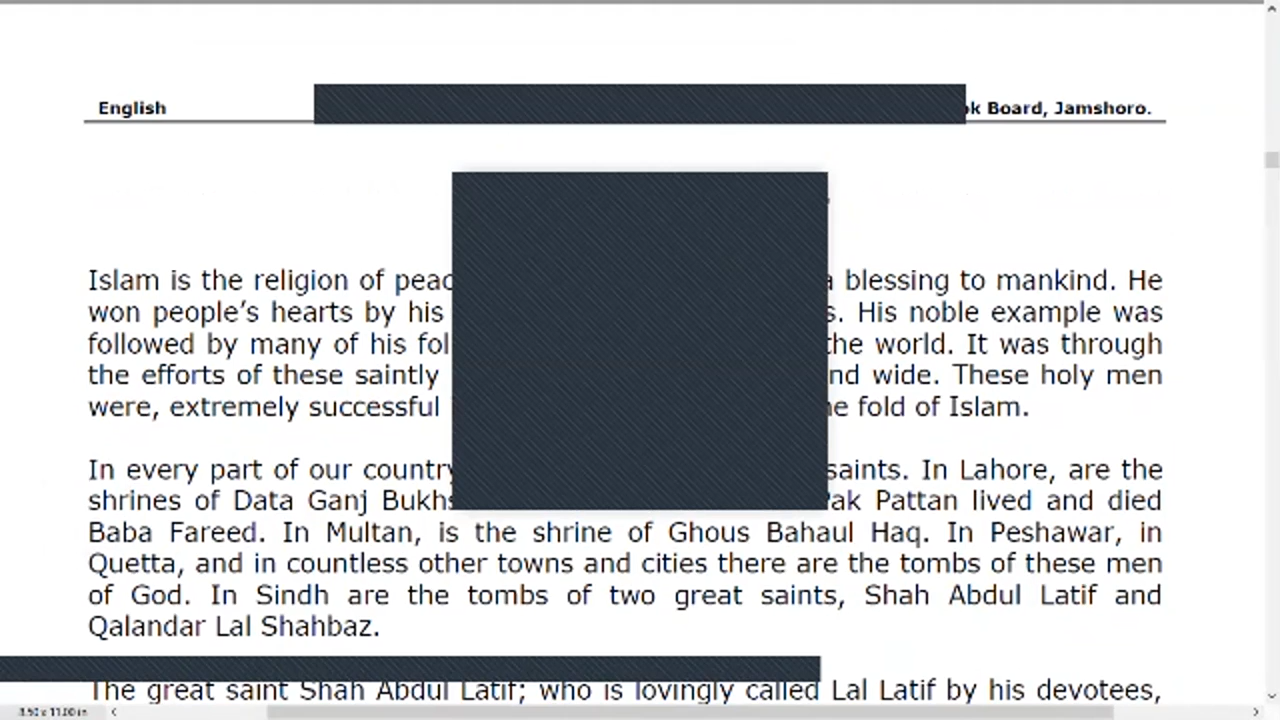 English ok Board, Jamshoro.
Islam is the religion of a blessing to mankind. He
won people's hearts by his His noble example was
followed by many of his the world. It was through
the efforts of these saintly wide. These holy men
were, extremely successful fold of Islam.
In every part of our country saints. In Lahore, are the
shrines of Data Ganj Pattan lived and died
Baba Fareed. In Multan, is the shrine of Ghous Bahaul Haq. In Peshawar, in
Quetta, and in countless other towns and cities there are the tombs of these men
of God. In Sindh are the tombs of two great saints, Shah Abdul Latif and
Qalandar Lal Shahbaz.
The great saint Shah Abdul Latif; who is lovingly called Lal Latif by his devotees,
8.50 x 11.00 in